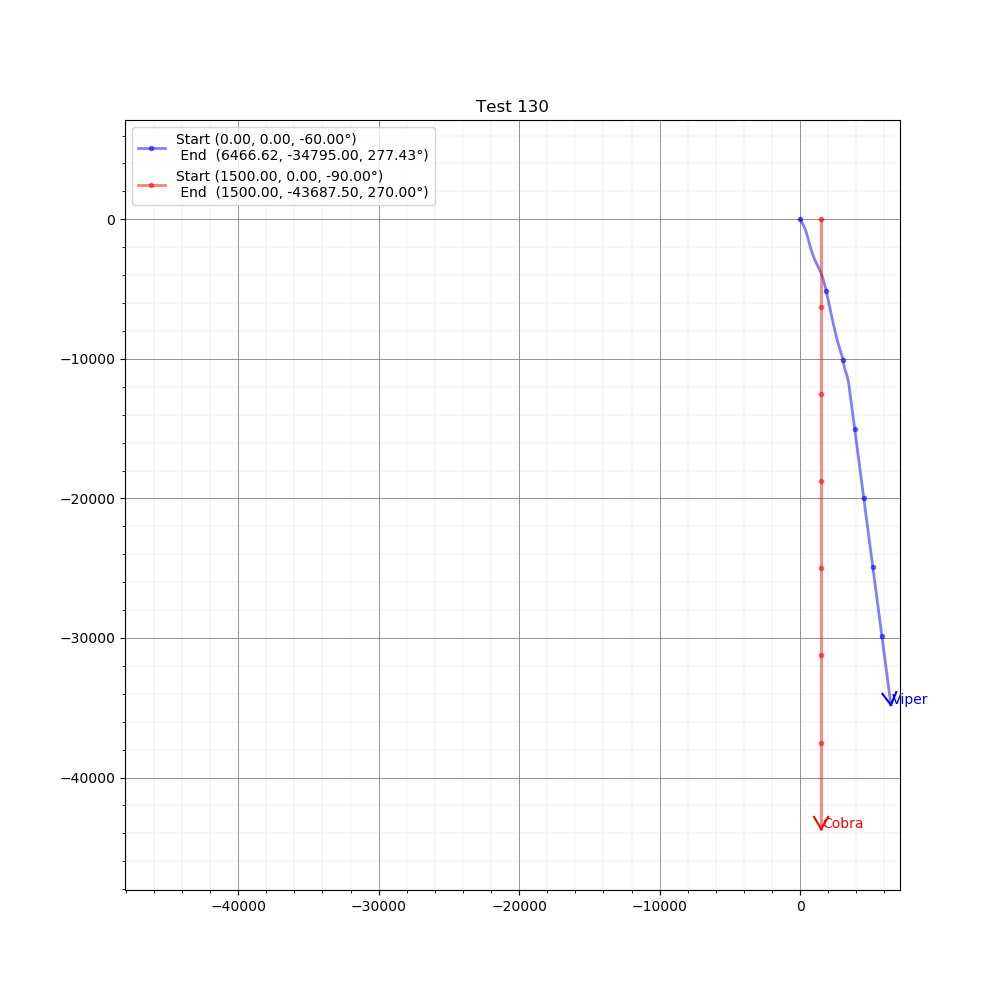 Test 130
Start (0.00, 0.00, -60.00°)
End (6466.62, -34795.00, 277.43°)
Start (1500.00, 0.00, -90.00°)
End (1500.00, -43687.50, 270.00°)
0
−10000
−20000
−30000
−40000
Viper
Cobra
−40000 −30000 −20000 −10000 0